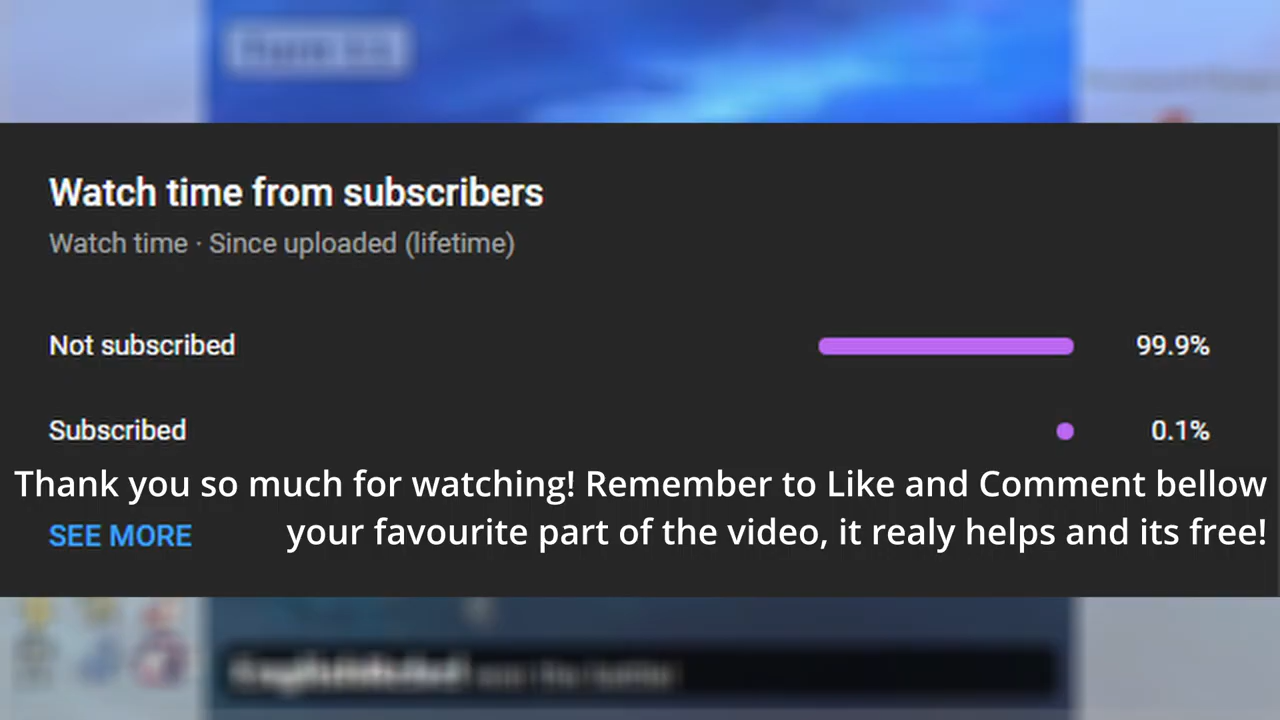 Watch time from subscribers
Watch time · Since uploaded (lifetime)
Not subscribed 99.9%
Subscribed 0.1%
Thank you so much for watching! Remember to Like and Comment bellow
your favourite part of the video, it realy helps and its free!
SEE MORE